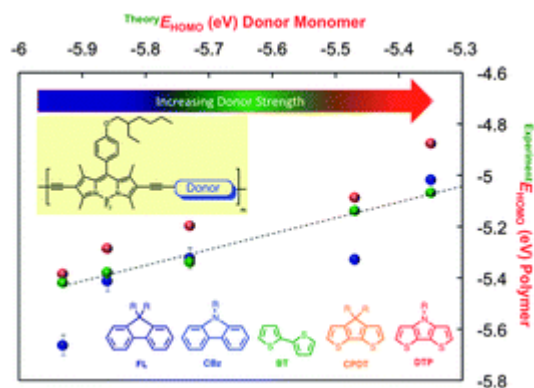 Theory E HOMO (eV) Donor Monomer
-6 -5.9 -5.8 -5.7 -5.6 -5.5 -5.4 -5.3
Increasing Donor Strength
Donor
-4.6
-4.8
-5
-5.2
-5.4
-5.6
-5.8
Experiment E HOMO (eV) Polymer
R R
R
N
R R
R
N
S
S
S S
S S
FL CBz BT CPDT DTP